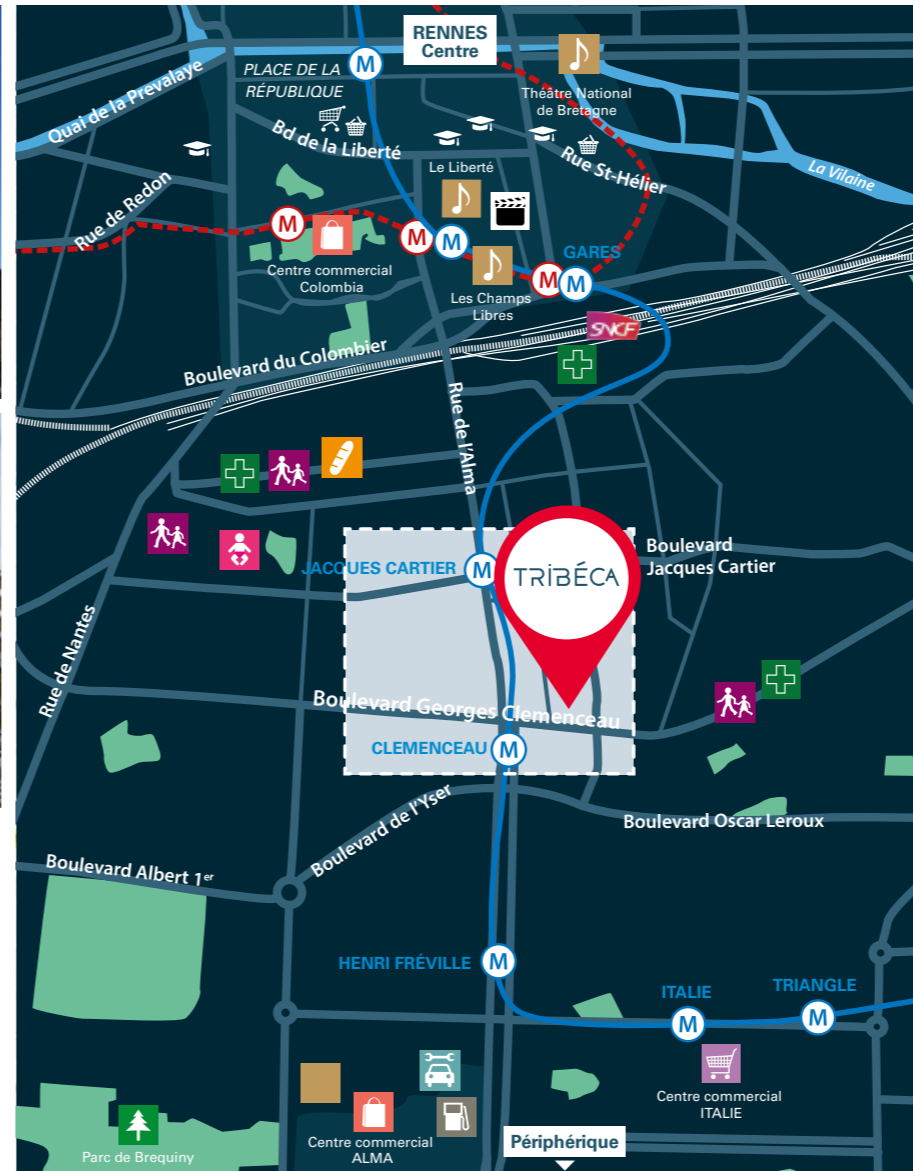 RENNES
Centre
PLACE DE LA
RÉPUBLIQUE
M
Théâtre National
de Bretagne
Quai de la Prevalaye
Bd de la Liberté
Le Liberté
Rue St-Hélier
La Vilaine
Rue de Redon
M
M
M
GARES
M
M
Centre commercial
Colombia
Les Champs
Libres
SNCF
Boulevard du Colombier
Rue de l'Alma
JACQUES CARTIER
M
TRIBÉCA
Boulevard
Jacques Cartier
Rue de Nantes
Boulevard Georges Clemenceau
CLEMENCEAU
M
Boulevard de l'Yser
Boulevard Oscar Leroux
Boulevard Albert 1er
HENRI FRÉVILLE
M
ITALIE
M
TRIANGLE
M
Centre commercial
ITALIE
Parc de Brequiny
Centre commercial
ALMA
Périphérique